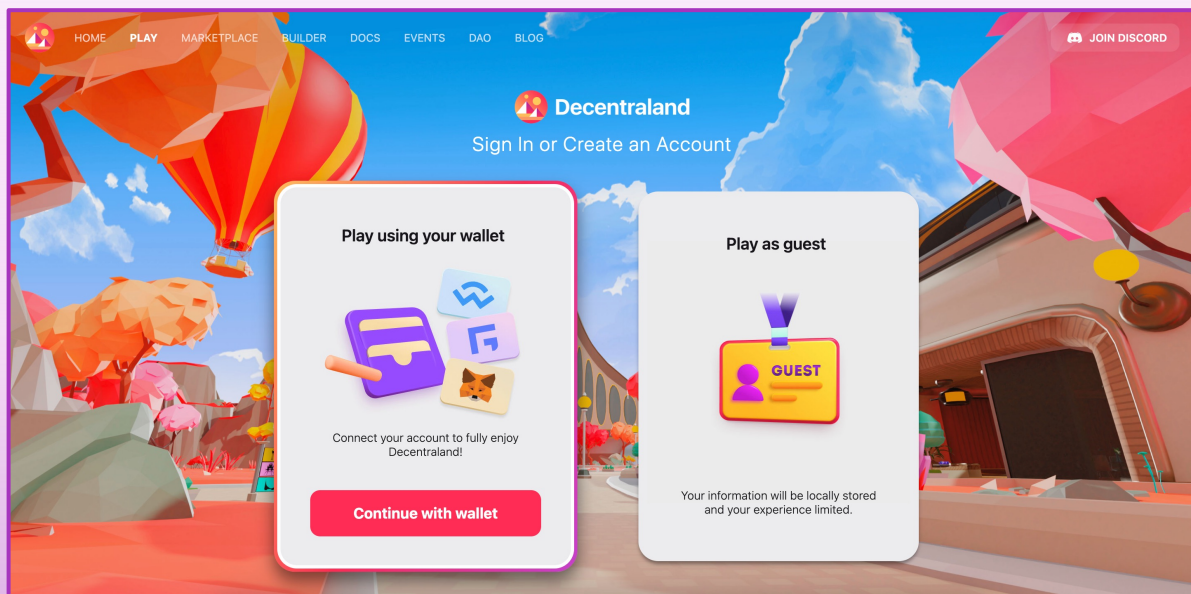 HOME PLAY MARKETPLACE BUILDER DOCS EVENTS DAO BLOG JOIN DISCORD
Decentraland
Sign In or Create an Account
Play using your wallet
Connect your account to fully enjoy
Decentraland!
Continue with wallet
Play as guest
GUEST
Your information will be locally stored
and your experience limited.